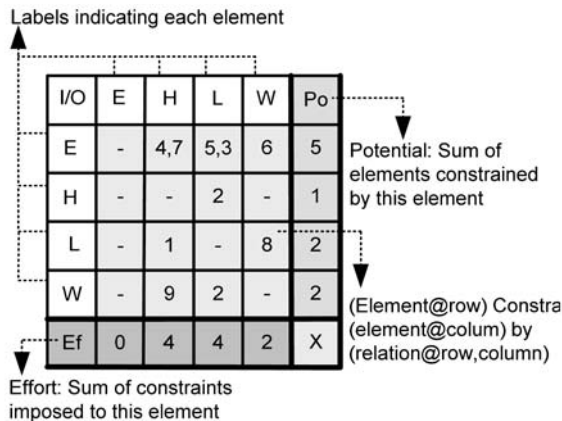 Labels indicating each element
I/O E H L W Po
E - 4,7 5,3 6 5
H - - 2 - 1
L - 1 - 8 2
W - 9 2 - 2
Ef 0 4 4 2 X
Potential: Sum of
elements constrained
by this element
(Element@row) Constra
(element@colum) by
(relation@row,column)
Effort: Sum of constraints
imposed to this element